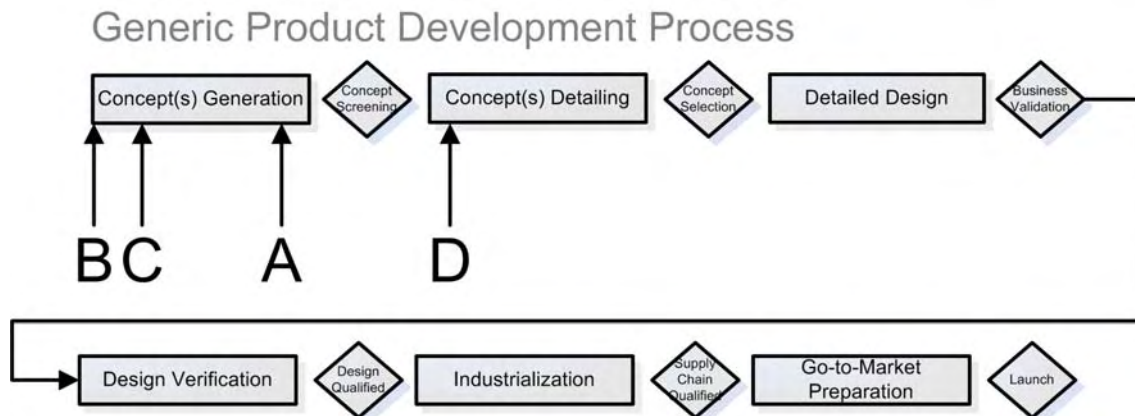 Generic Product Development Process
Concept(s) Generation
Concept
Screening
Concept(s) Detailing
Concept
Selection
Detailed Design
Business
Validation
B C A D
Design Verification
Design
Qualified
Industrialization
Supply
Chain
Qualified
Go-to-Market
Preparation
Launch